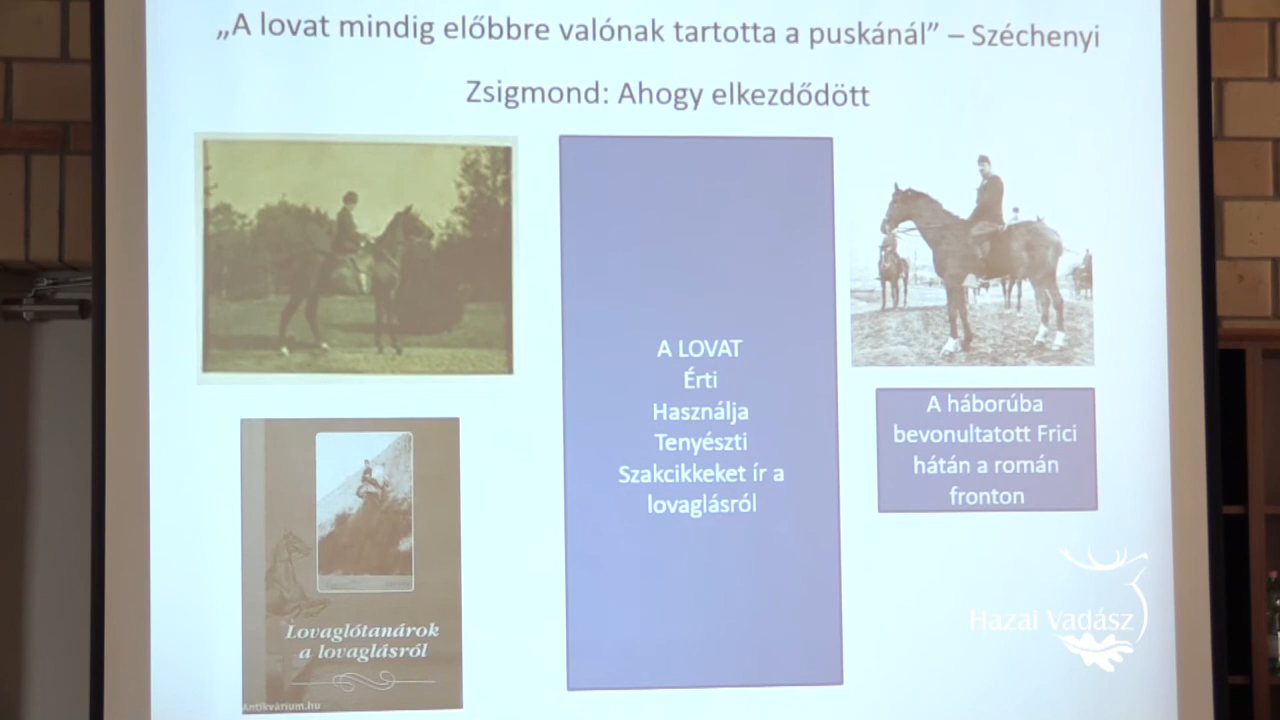 „A lovat mindig előbbre valónak tartotta a puskánál” – Széchenyi
Zsigmond: Ahogy elkezdődött
A LOVAT
Érti
Használja
Tenyészti
Szakcikkeket ír a
lovaglásról
A háborúba
bevonultatott Frici
hátán a román
fronton
Lovaglótanárok
a lovaglásról
Antikvárium.hu
Hazai Vadász